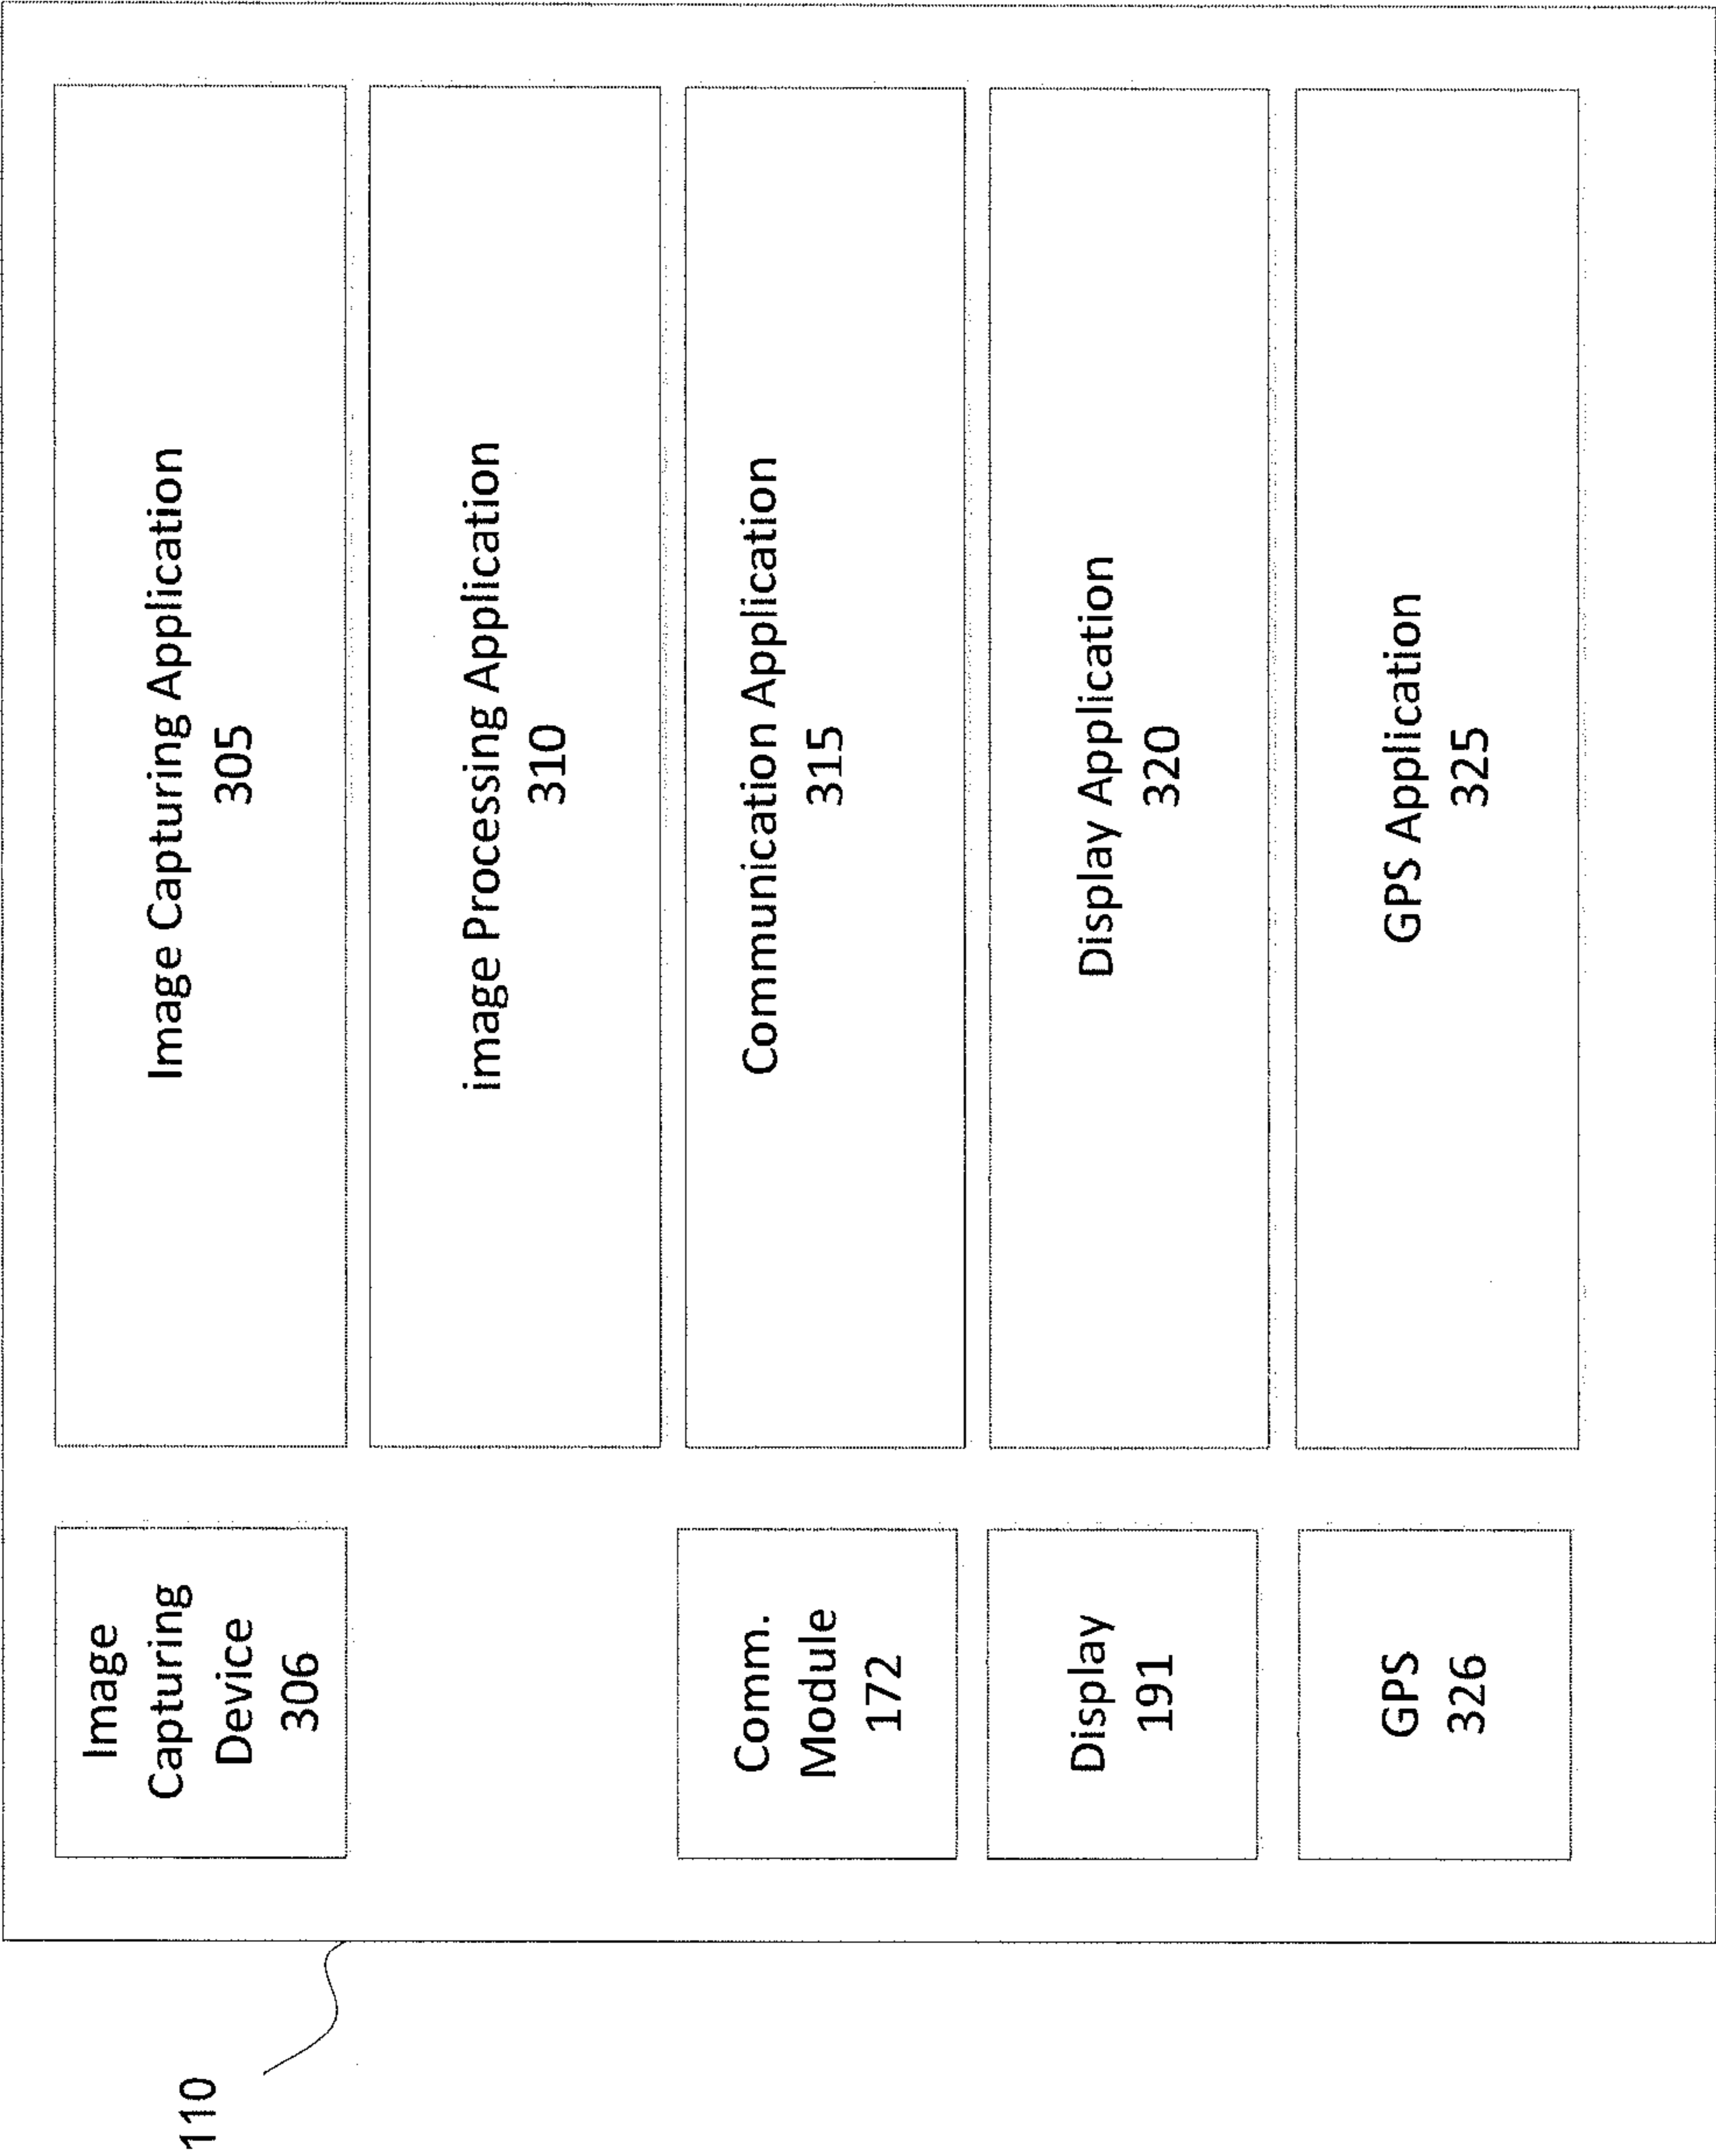 110
Image
Capturing
Device
306
Image Capturing Application
305
image Processing Application
310
Comm.
Module
172
Communication Application
315
Display
191
Display Application
320
GPS
326
GPS Application
325